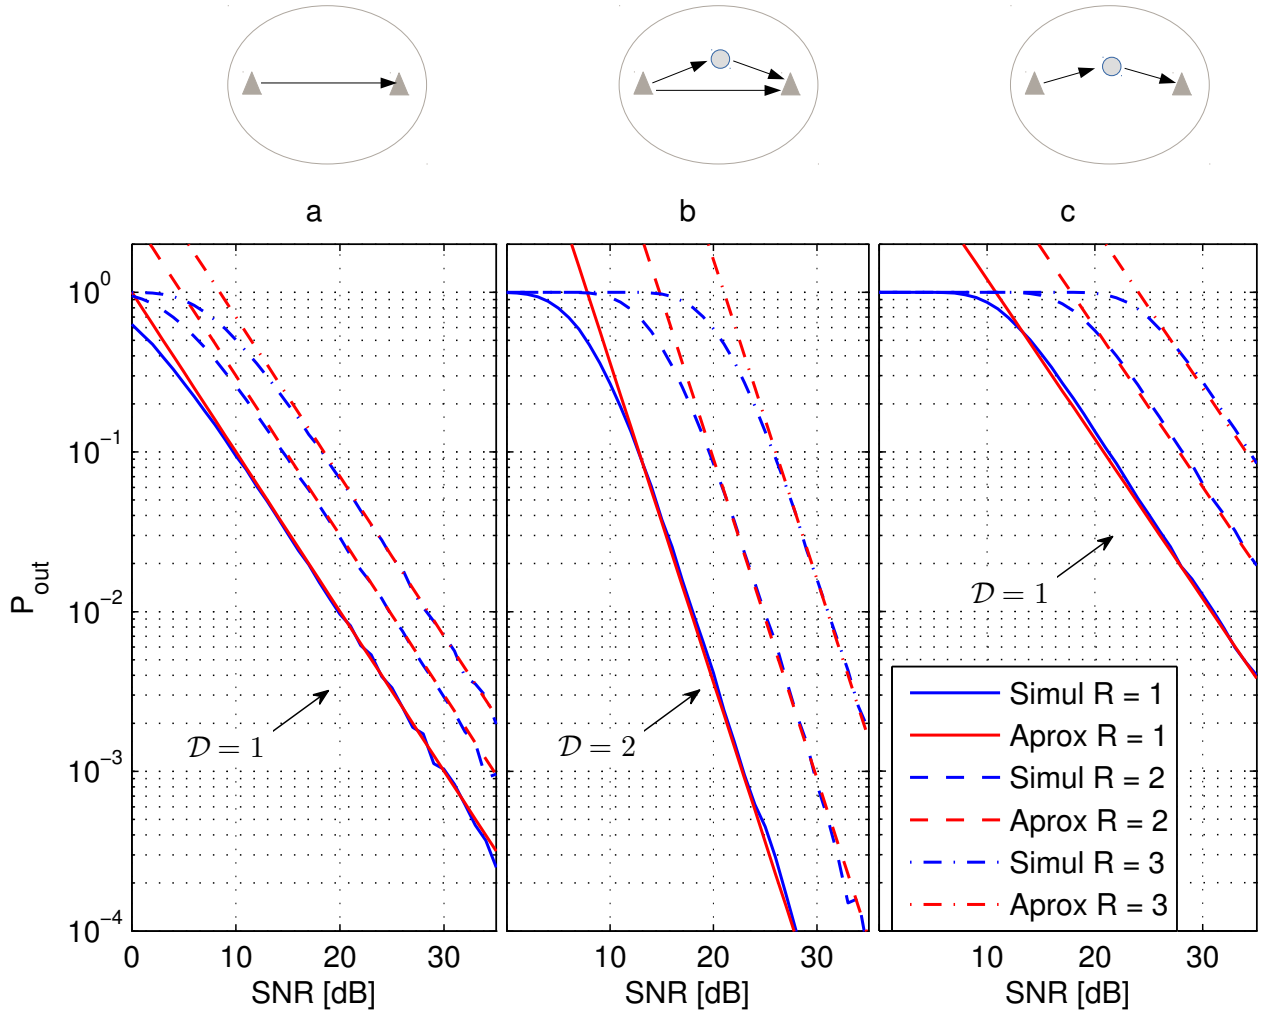 a b c
10^0
10^-1
10^-2
10^-3
10^-4
P_out
𝒟 = 1
𝒟 = 2
𝒟 = 1
Simul R = 1
Aprox R = 1
Simul R = 2
Aprox R = 2
Simul R = 3
Aprox R = 3
0 10 20 30 10 20 30 10 20 30
SNR [dB] SNR [dB] SNR [dB]